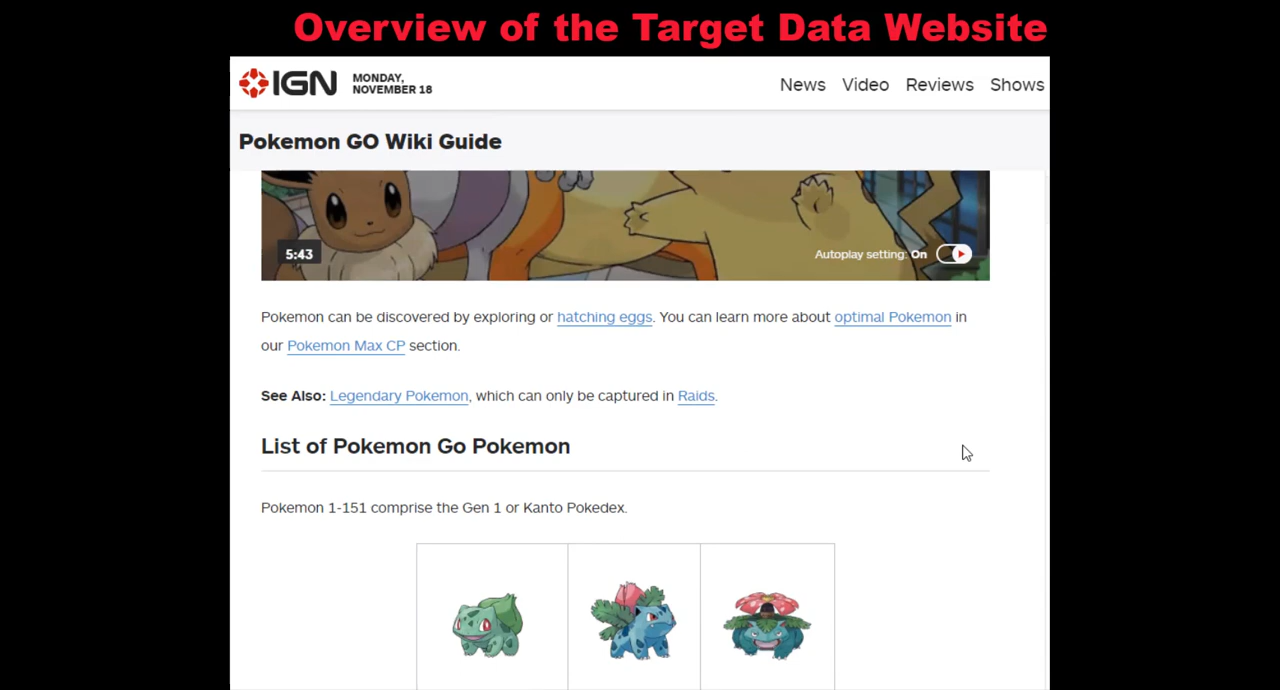 Overview of the Target Data Website
IGN
MONDAY,
NOVEMBER 18
News Video Reviews Shows
Pokemon GO Wiki Guide
5:43
Autoplay setting: On
Pokemon can be discovered by exploring or hatching eggs. You can learn more about optimal Pokemon in
our Pokemon Max CP section.
See Also: Legendary Pokemon, which can only be captured in Raids.
List of Pokemon Go Pokemon
Pokemon 1-151 comprise the Gen 1 or Kanto Pokedex.